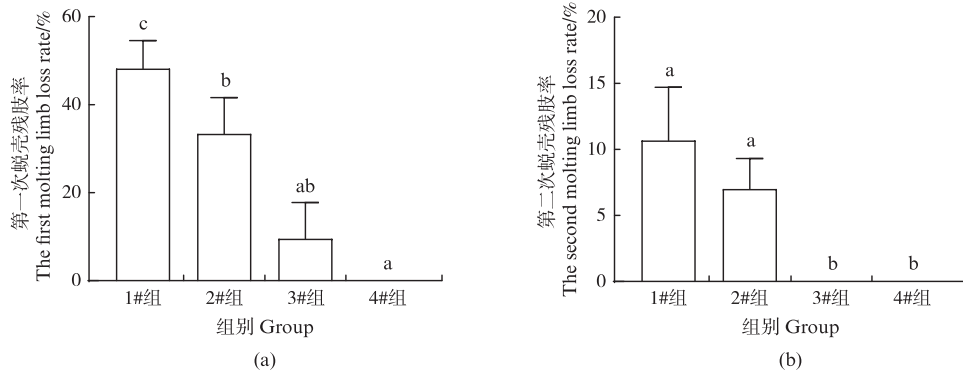 第一次蜕壳残肢率
The first molting limb loss rate/%
60
40
20
0
c
b
ab
a
1#组 2#组 3#组 4#组
组别 Group
(a)
第二次蜕壳残肢率
The second molting limb loss rate/%
20
15
10
5
0
a
a
b
b
1#组 2#组 3#组 4#组
组别 Group
(b)